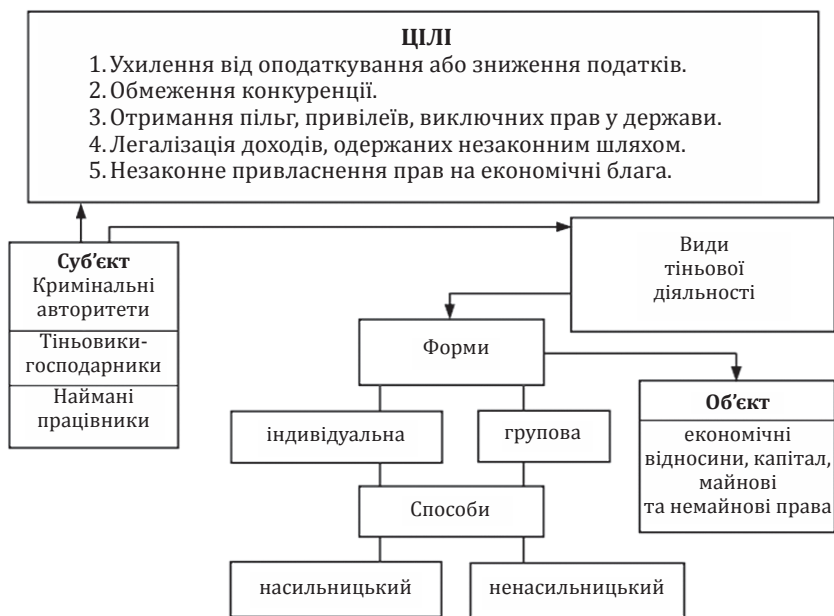 ЦІЛІ
1. Ухилення від оподаткування або зниження податків.
2. Обмеження конкуренції.
3. Отримання пільг, привілеїв, виключних прав у держави.
4. Легалізація доходів, одержаних незаконним шляхом.
5. Незаконне привласнення прав на економічні блага.
Суб’єкт
Кримінальні
авторитети
Тіньовики-
господарники
Наймані
працівники
Види
тіньової
діяльності
Форми
індивідуальна
групова
Об’єкт
економічні
відносини, капітал,
майнові
та немайнові права
Способи
насильницький
ненасильницький